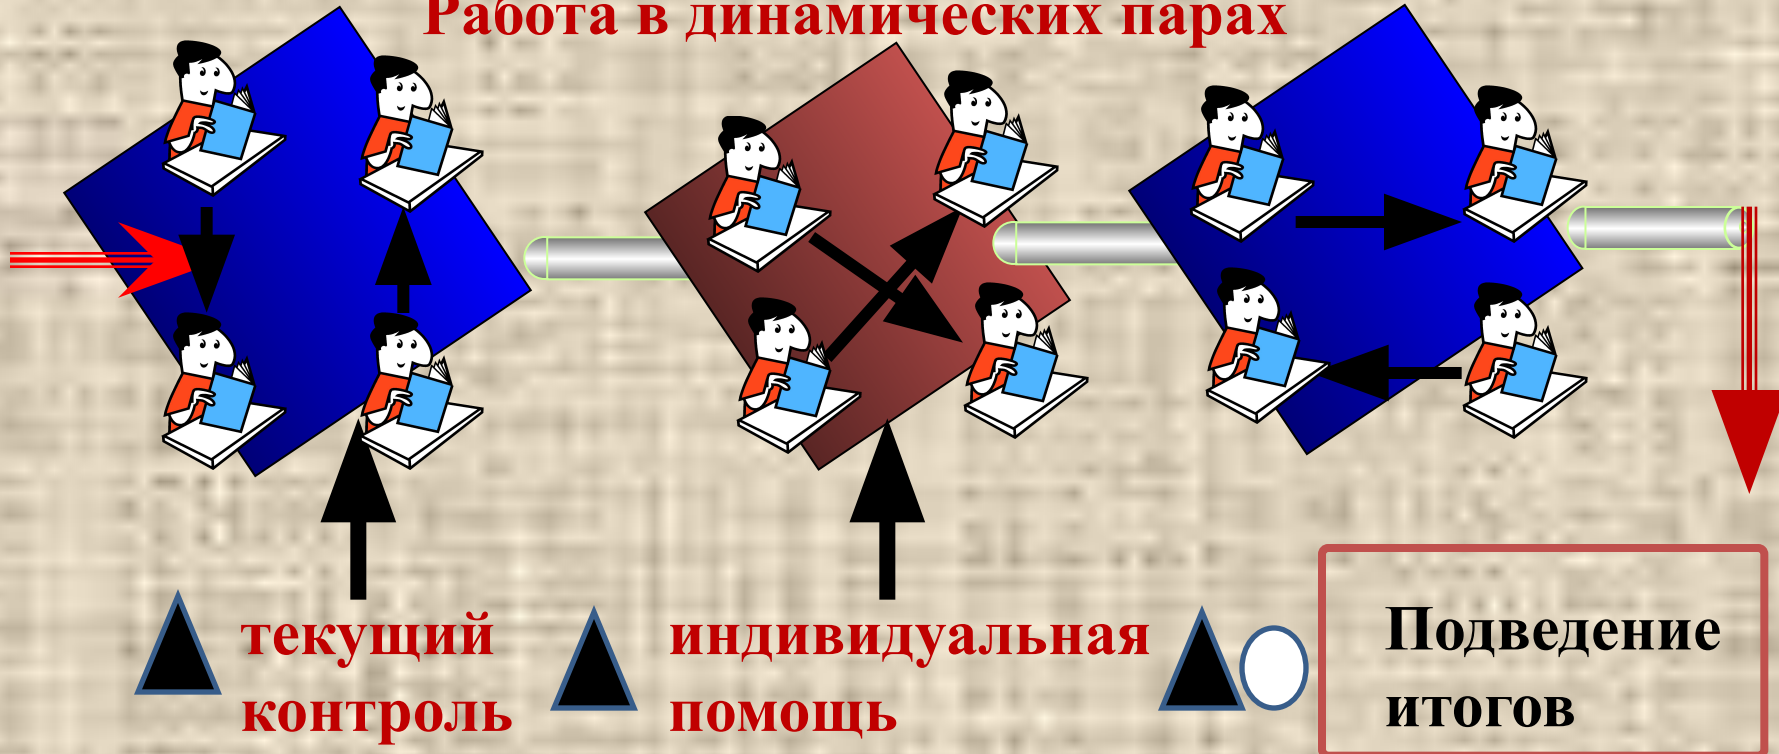 Работа в динамических парах
текущий
контроль
индивидуальная
помощь
Подведение
итогов